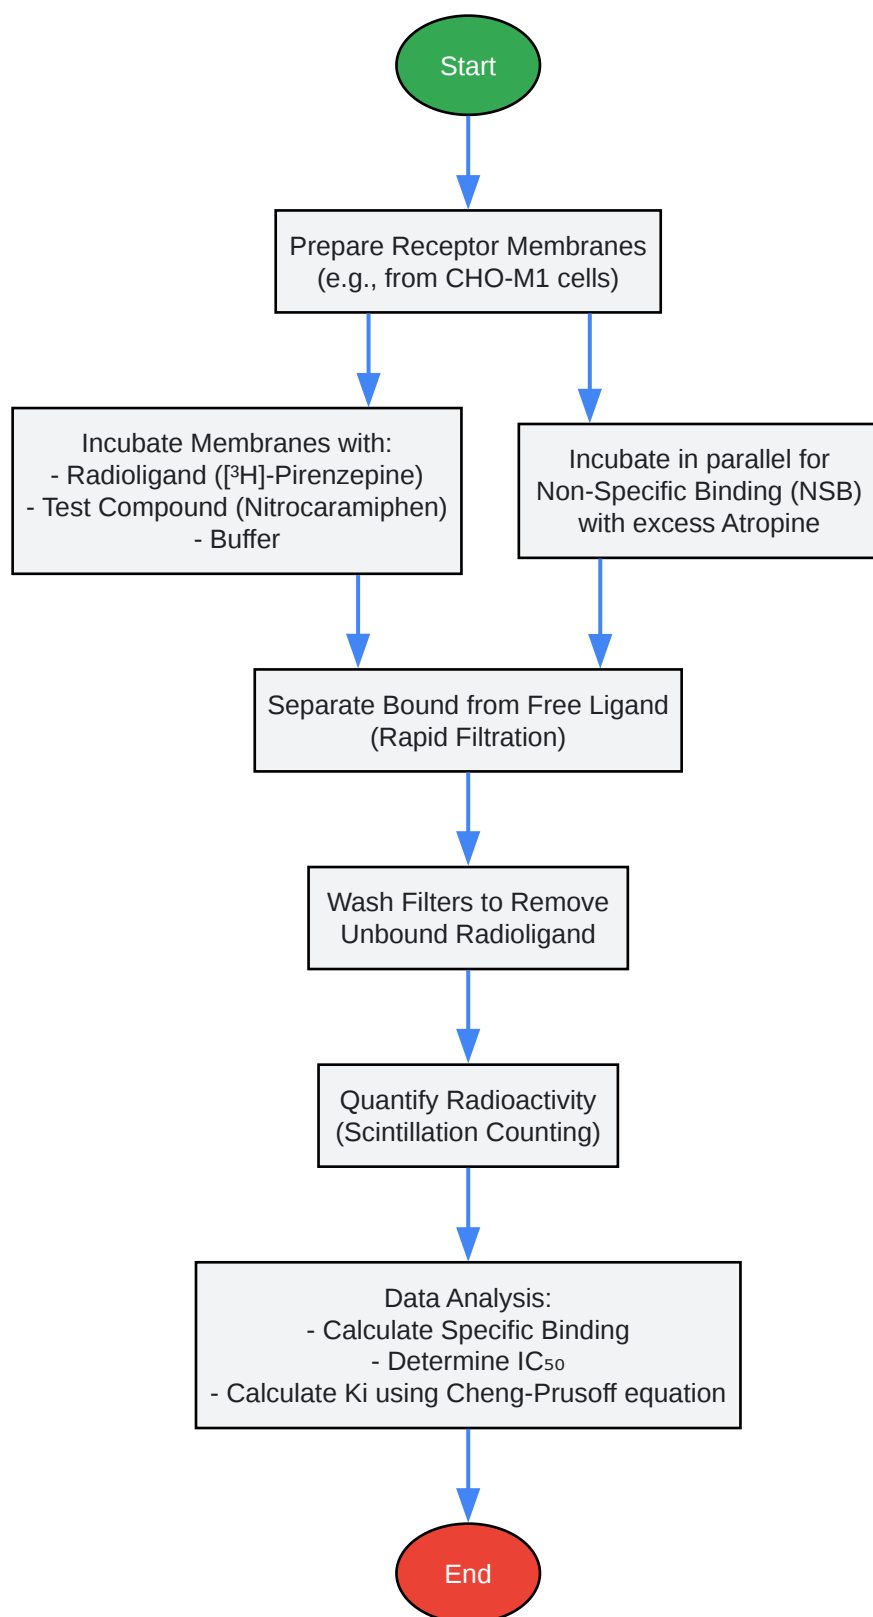 Start
Prepare Receptor Membranes
(e.g., from CHO-M1 cells)
Incubate Membranes with:
- Radioligand ([³H]-Pirenzepine)
- Test Compound (Nitrocaramiphen)
- Buffer
Incubate in parallel for
Non-Specific Binding (NSB)
with excess Atropine
Separate Bound from Free Ligand
(Rapid Filtration)
Wash Filters to Remove
Unbound Radioligand
Quantify Radioactivity
(Scintillation Counting)
Data Analysis:
- Calculate Specific Binding
- Determine IC₅₀
- Calculate Ki using Cheng-Prusoff equation
End